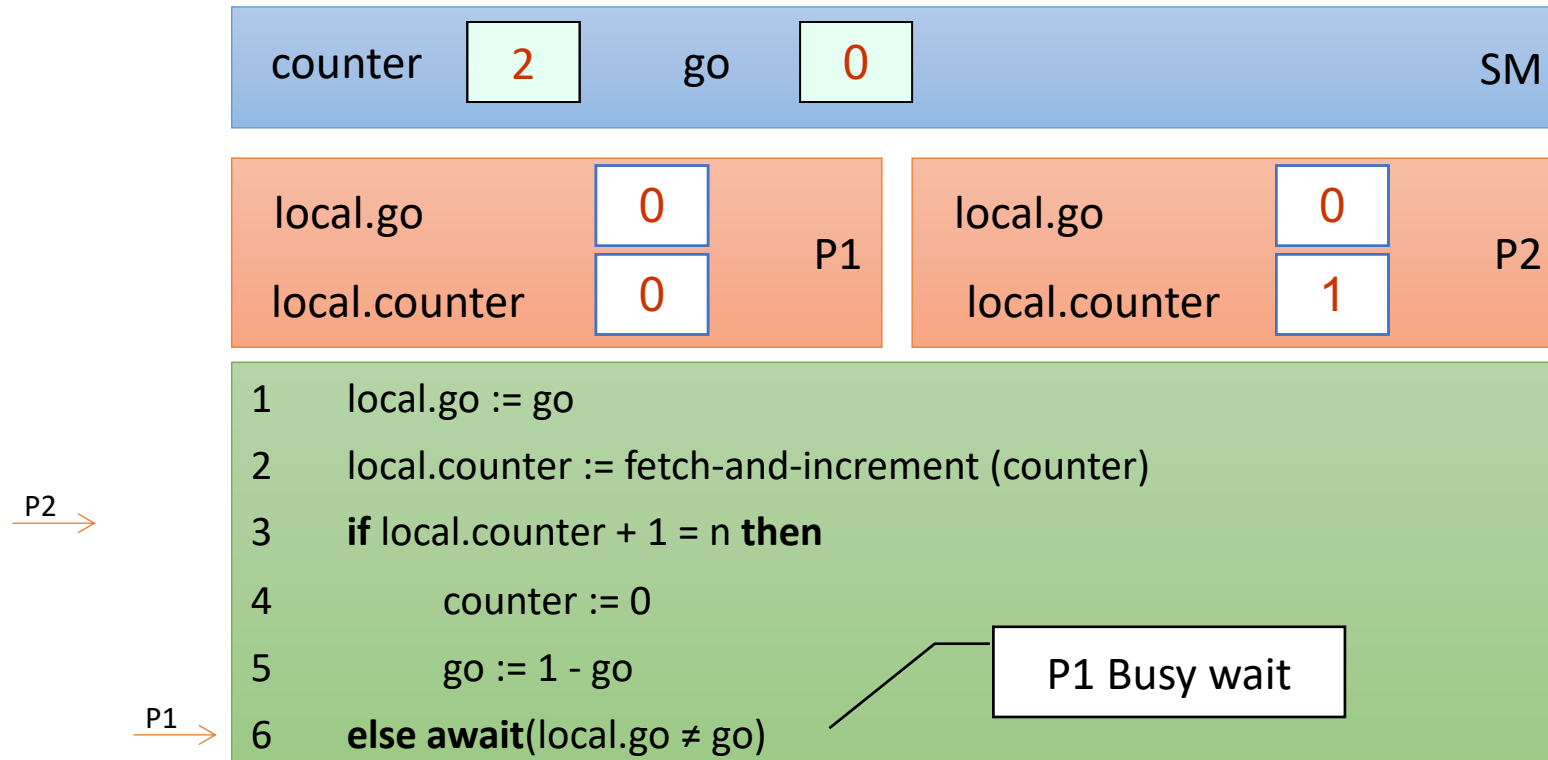 counter 2 go 0 SM
local.go 0 P1 local.go 0 P2
local.counter 0 local.counter 1
1 local.go := go
2 local.counter := fetch-and-increment (counter)
P2 3 if local.counter + 1 = n then
4 counter := 0
5 go := 1 - go
P1 Busy wait
P1 6 else await(local.go ≠ go)